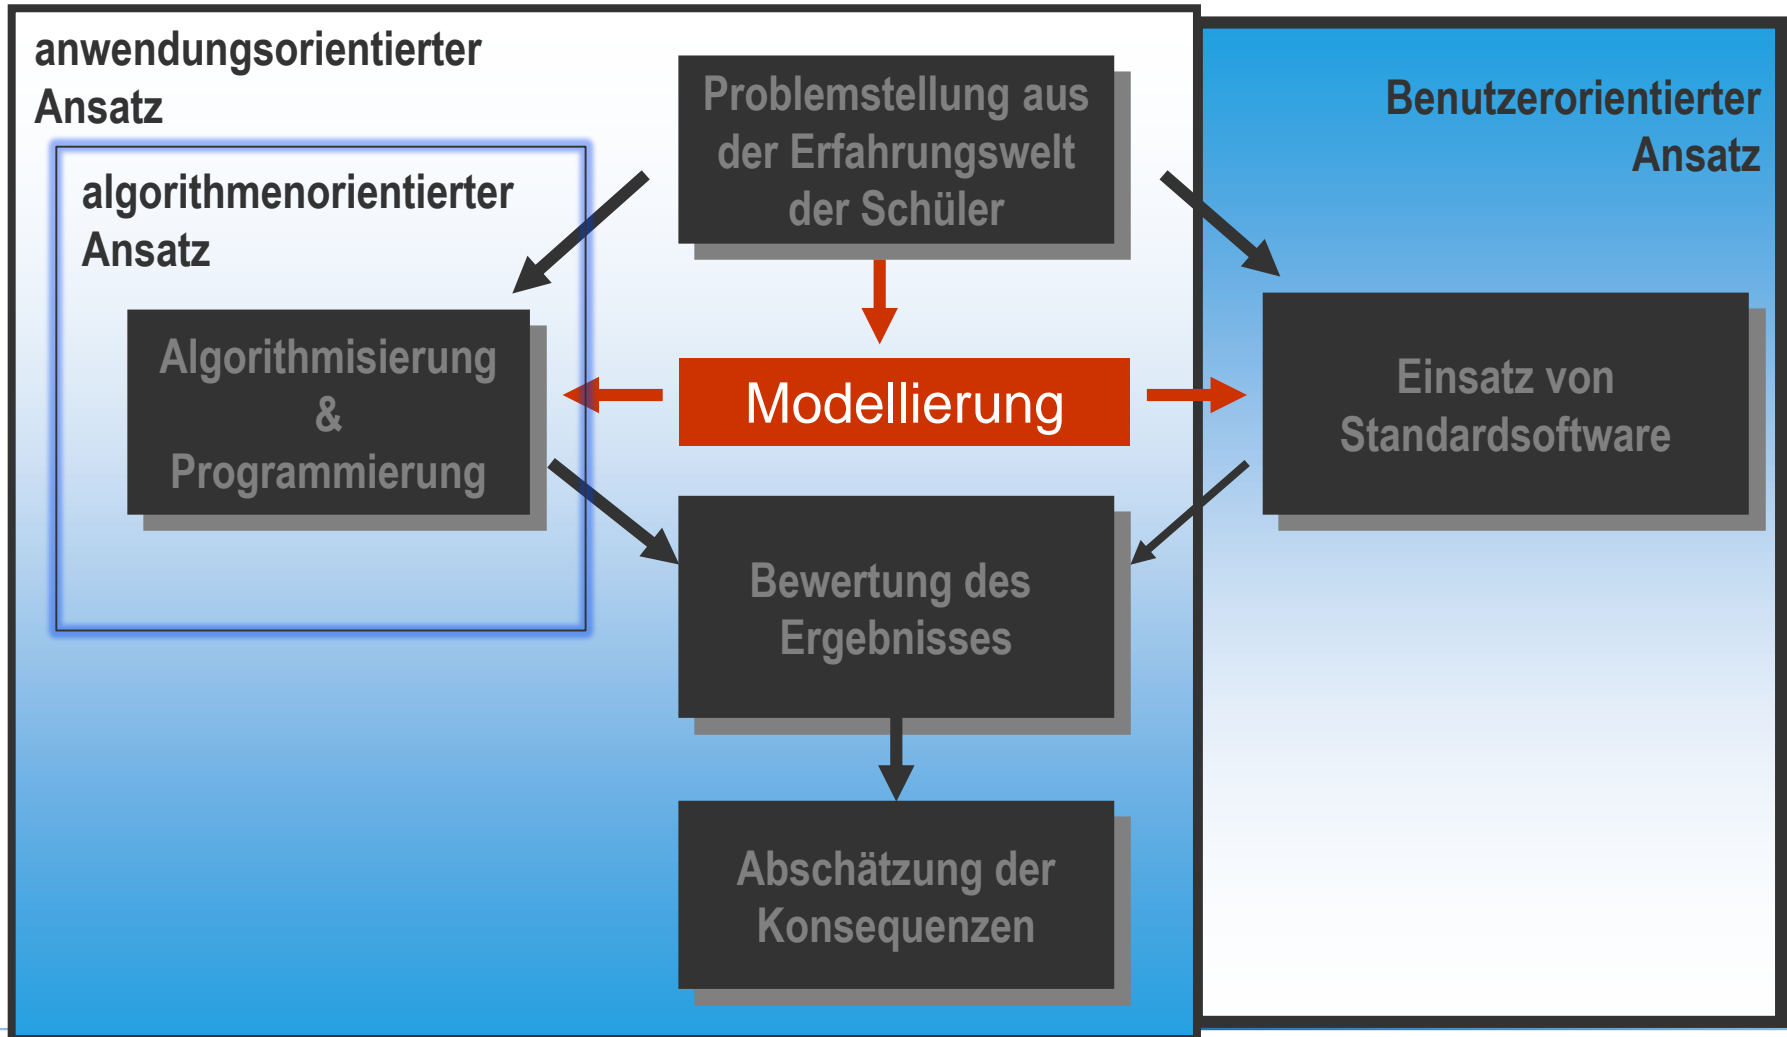 anwendungsorientierter
Ansatz
algorithmenorientierter
Ansatz
Problemstellung aus
der Erfahrungswelt
der Schüler
Benutzerorientierter
Ansatz
Algorithmisierung
&
Programmierung
Modellierung
Einsatz von
Standardsoftware
Bewertung des
Ergebnisses
Abschätzung der
Konsequenzen